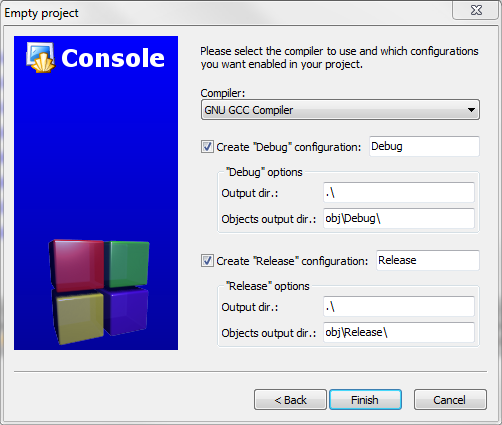 Empty project
Console
Please select the compiler to use and which configurations
you want enabled in your project.
Compiler:
GNU GCC Compiler
Create "Debug" configuration: Debug
"Debug" options
Output dir.: .\
Objects output dir.: obj\Debug\
Create "Release" configuration: Release
"Release" options
Output dir.: .\
Objects output dir.: obj\Release\
< Back Finish Cancel